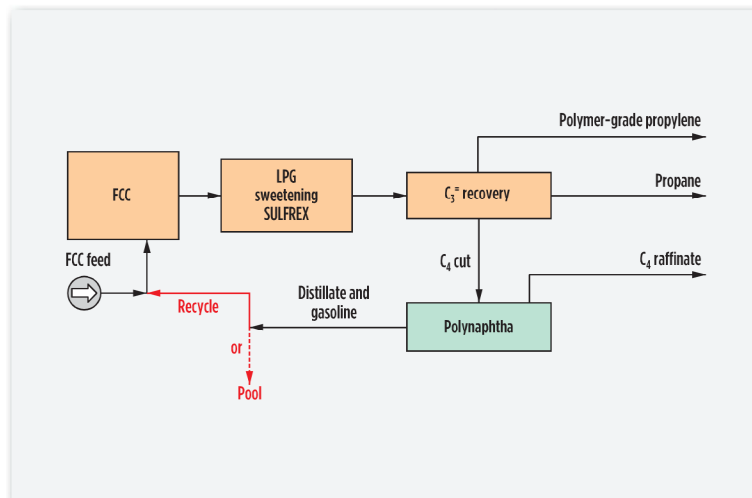 Polymer-grade propylene
FCC
LPG
sweetening
SULFREX
C₃⁼ recovery
Propane
FCC feed
C₄ cut
C₄ raffinate
Recycle
Distillate and
gasoline
Polynaphtha
or
Pool